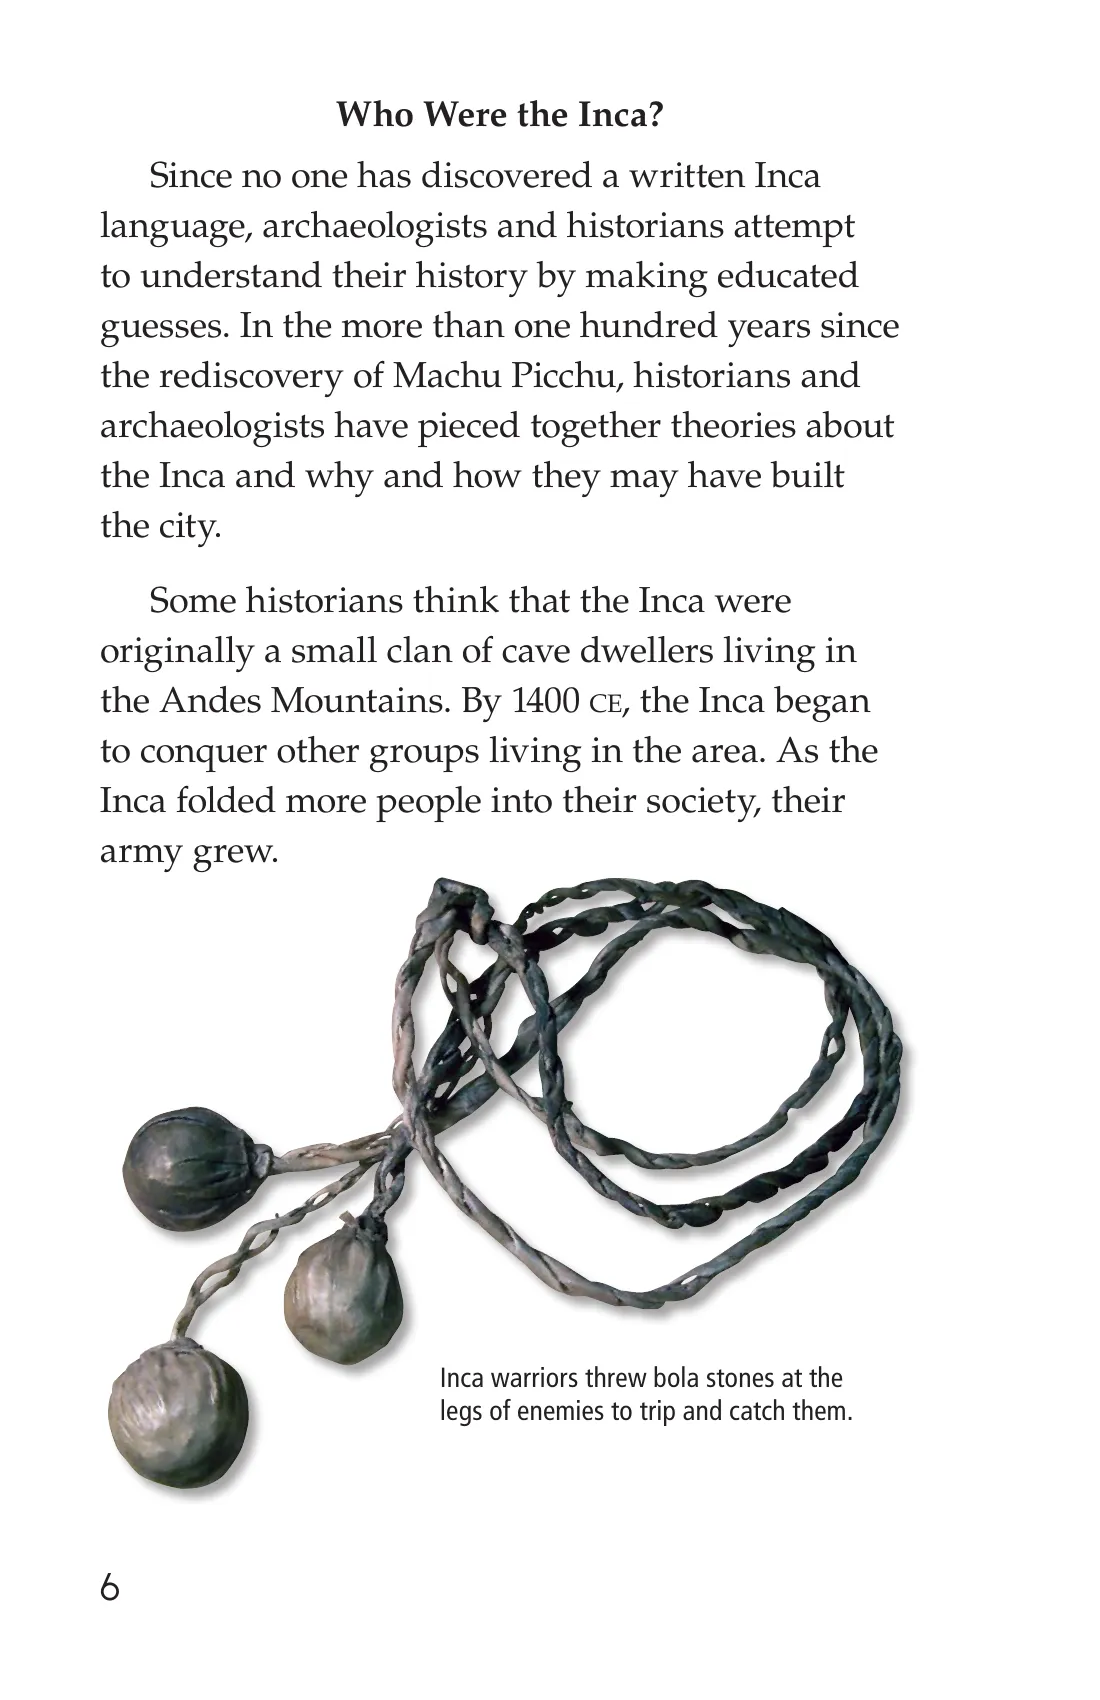 Who Were the Inca?
Since no one has discovered a written Inca
language, archaeologists and historians attempt
to understand their history by making educated
guesses. In the more than one hundred years since
the rediscovery of Machu Picchu, historians and
archaeologists have pieced together theories about
the Inca and why and how they may have built
the city.
Some historians think that the Inca were
originally a small clan of cave dwellers living in
the Andes Mountains. By 1400 CE, the Inca began
to conquer other groups living in the area. As the
Inca folded more people into their society, their
army grew.
Inca warriors threw bola stones at the
legs of enemies to trip and catch them.
6